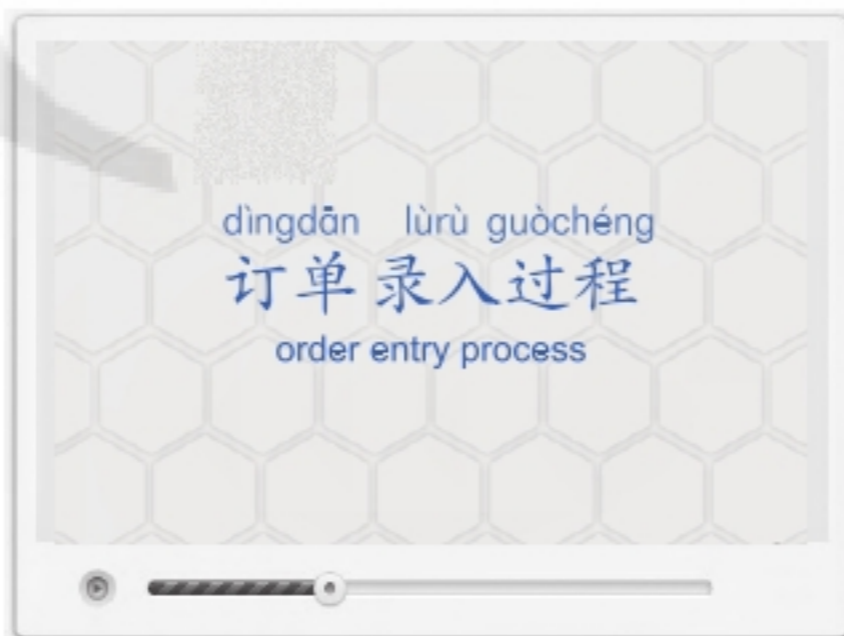 dìngdān lùrù guòchéng
订单 录入过程
order entry process